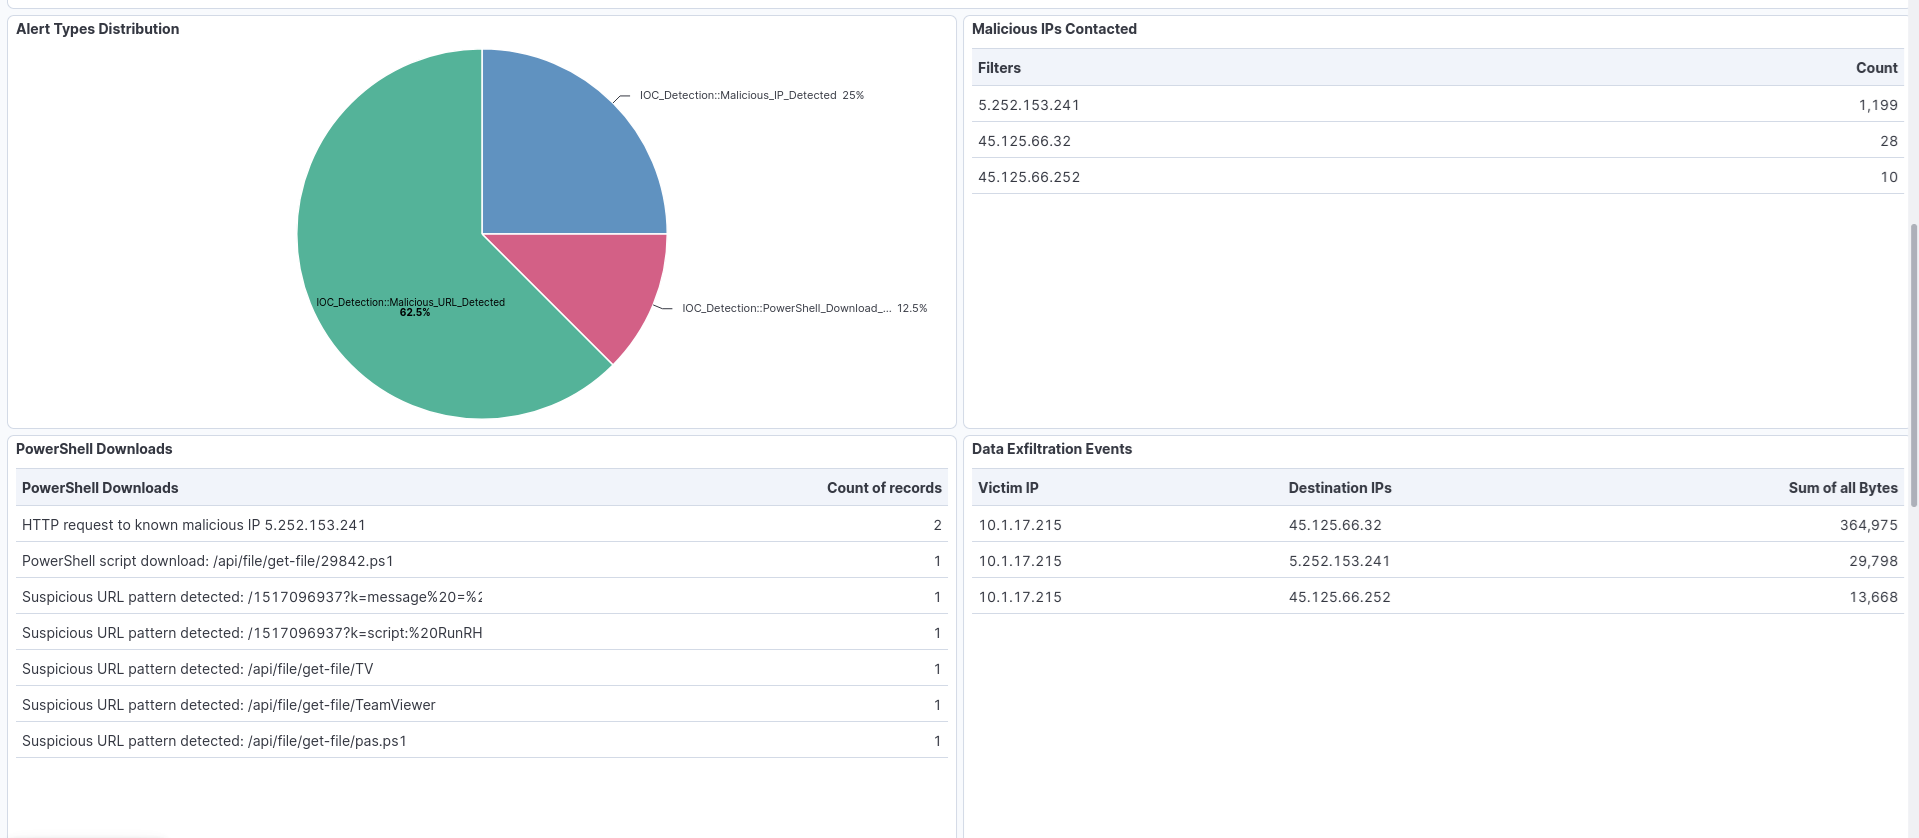 Alert Types Distribution
IOC_Detection::Malicious_IP_Detected 25%
IOC_Detection::Malicious_URL_Detected
62.5%
IOC_Detection::PowerShell_Download_... 12.5%
Malicious IPs Contacted
Filters Count
5.252.153.241 1,199
45.125.66.32 28
45.125.66.252 10
PowerShell Downloads
PowerShell Downloads Count of records
HTTP request to known malicious IP 5.252.153.241 2
PowerShell script download: /api/file/get-file/29842.ps1 1
Suspicious URL pattern detected: /1517096937?k=message%20=%2 1
Suspicious URL pattern detected: /1517096937?k=script:%20RunRH 1
Suspicious URL pattern detected: /api/file/get-file/TV 1
Suspicious URL pattern detected: /api/file/get-file/TeamViewer 1
Suspicious URL pattern detected: /api/file/get-file/pas.ps1 1
Data Exfiltration Events
Victim IP Destination IPs Sum of all Bytes
10.1.17.215 45.125.66.32 364,975
10.1.17.215 5.252.153.241 29,798
10.1.17.215 45.125.66.252 13,668